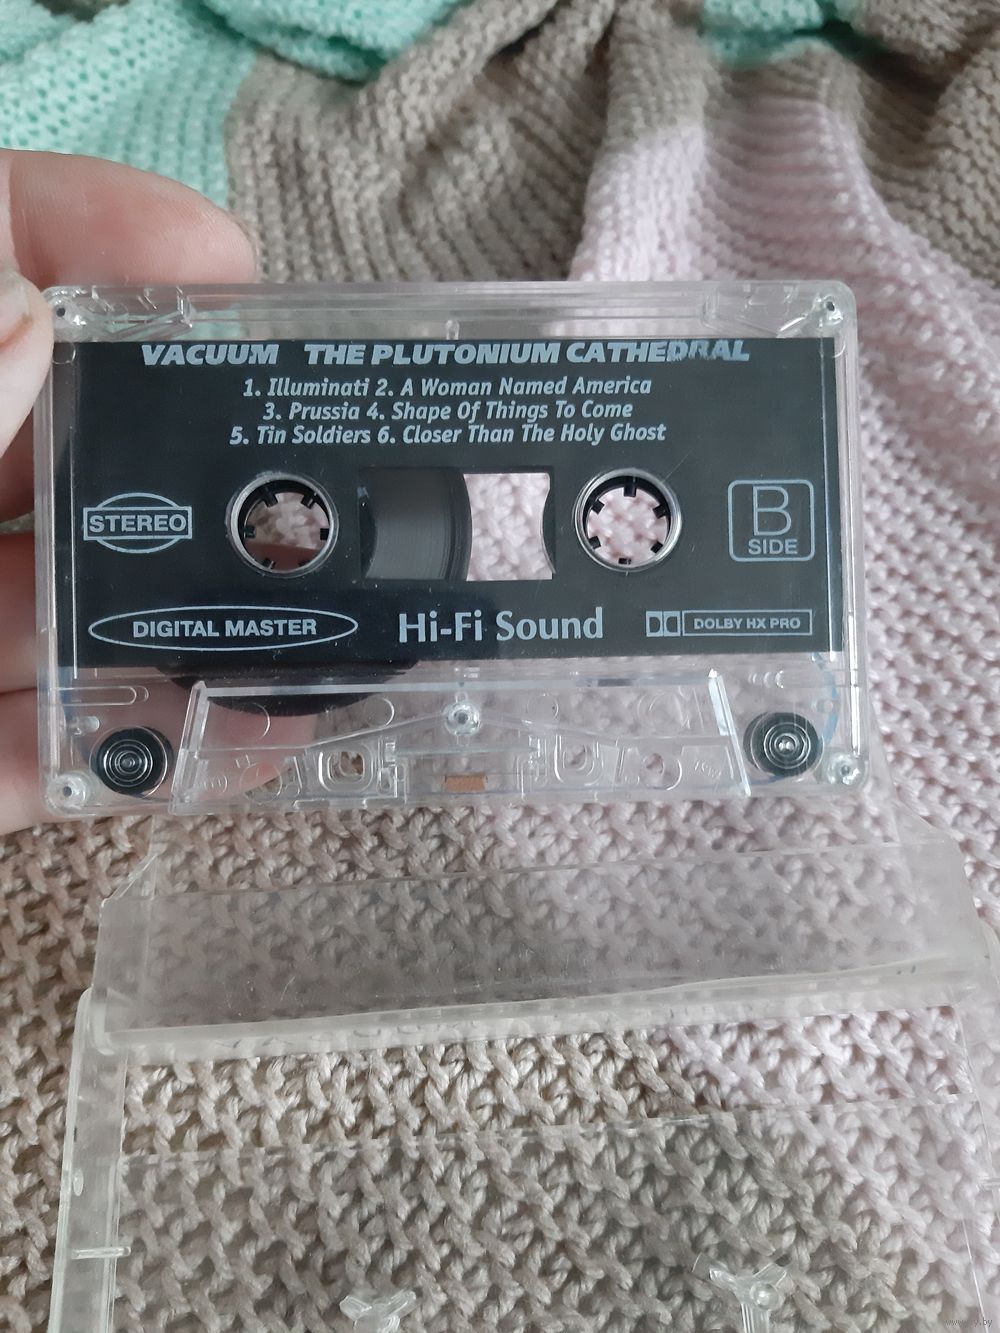 VACUUM THE PLUTONIUM CATHEDRAL
1. Illuminati 2. A Woman Named America
3. Prussia 4. Shape Of Things To Come
5. Tin Soldiers 6. Closer Than The Holy Ghost
STEREO
B
SIDE
DIGITAL MASTER
Hi-Fi Sound
DOLBY HX PRO